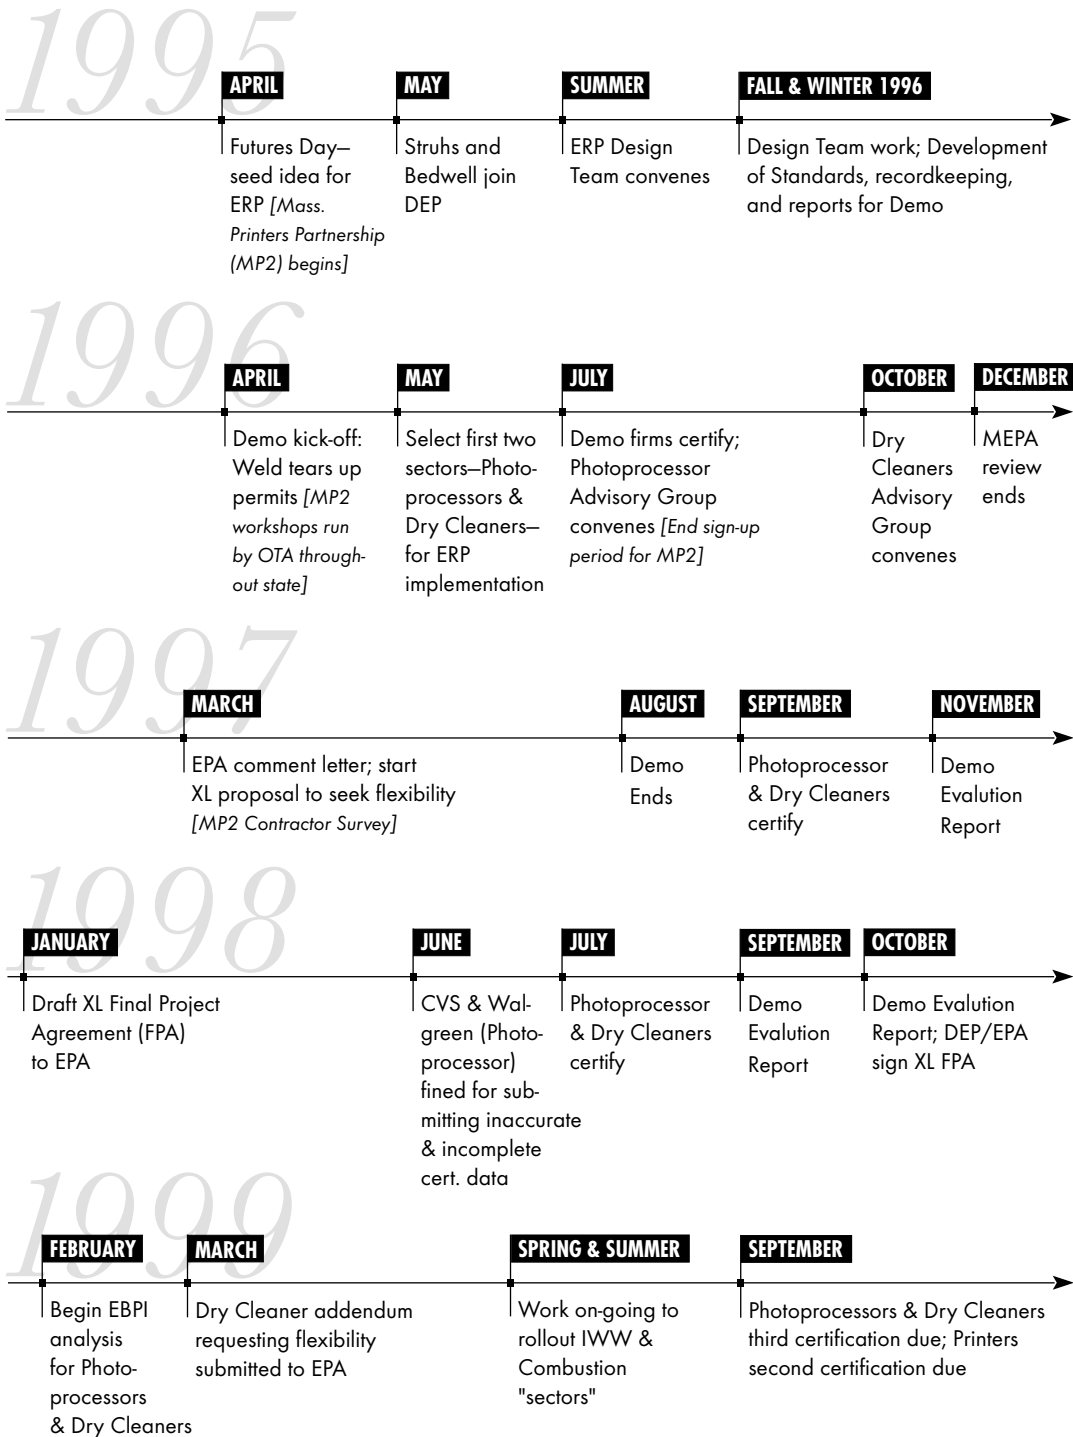 1995
APRIL
Futures Day—
seed idea for
ERP [Mass.
Printers Partnership
(MP2) begins]
MAY
Struhs and
Bedwell join
DEP
SUMMER
ERP Design
Team convenes
FALL & WINTER 1996
Design Team work; Development
of Standards, recordkeeping,
and reports for Demo
1996
APRIL
Demo kick-off:
Weld tears up
permits [MP2
workshops run
by OTA through-
out state]
MAY
Select first two
sectors—Photo-
processors &
Dry Cleaners—
for ERP
implementation
JULY
Demo firms certify;
Photoprocessor
Advisory Group
convenes [End sign-up
period for MP2]
OCTOBER
Dry
Cleaners
Advisory
Group
convenes
DECEMBER
MEPA
review
ends
1997
MARCH
EPA comment letter; start
XL proposal to seek flexibility
[MP2 Contractor Survey]
AUGUST
Demo
Ends
SEPTEMBER
Photoprocessor
& Dry Cleaners
certify
NOVEMBER
Demo
Evalution
Report
1998
JANUARY
Draft XL Final Project
Agreement (FPA)
to EPA
JUNE
CVS & Wal-
green (Photo-
processor)
fined for sub-
mitting inaccurate
& incomplete
cert. data
JULY
Photoprocessor
& Dry Cleaners
certify
SEPTEMBER
Demo
Evalution
Report
OCTOBER
Demo Evalution
Report; DEP/EPA
sign XL FPA
1999
FEBRUARY
Begin EBPI
analysis
for Photo-
processors
& Dry Cleaners
MARCH
Dry Cleaner addendum
requesting flexibility
submitted to EPA
SPRING & SUMMER
Work on-going to
rollout IWW &
Combustion
"sectors"
SEPTEMBER
Photoprocessors & Dry Cleaners
third certification due; Printers
second certification due